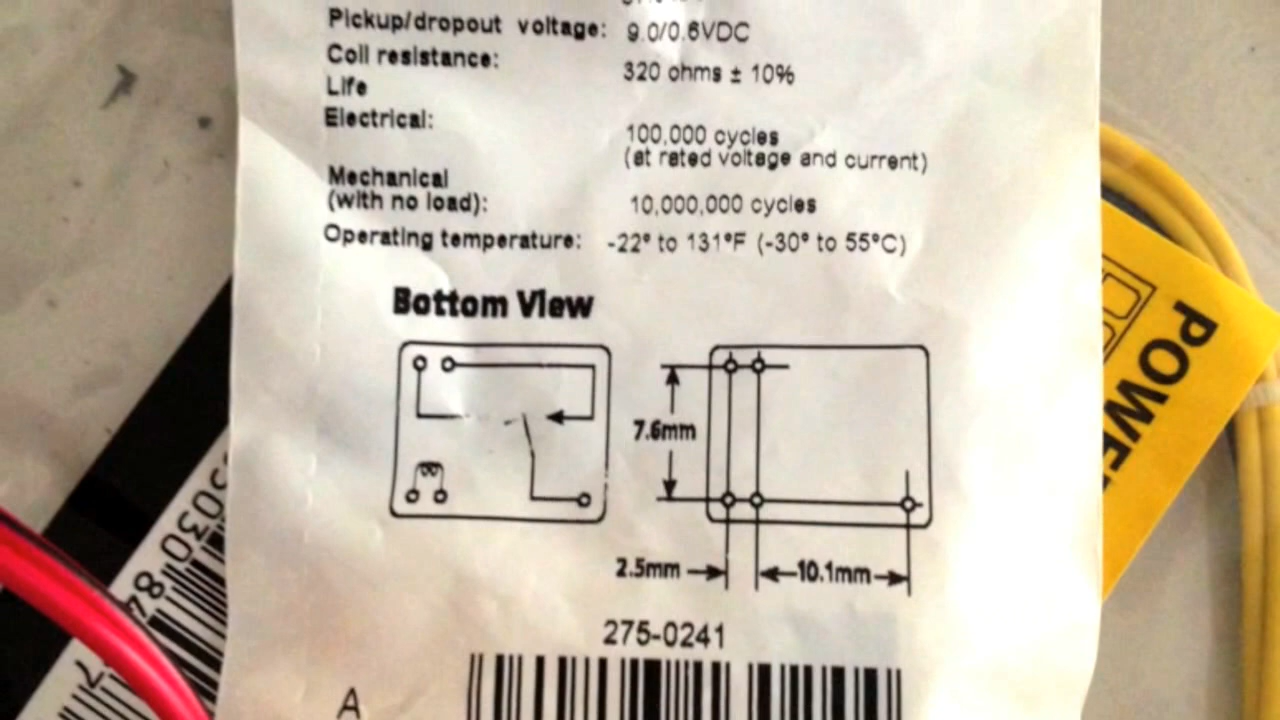 Pickup/dropout voltage: 9.0/0.6VDC
Coil resistance: 320 ohms ± 10%
Life
Electrical: 100,000 cycles
(at rated voltage and current)
Mechanical
(with no load): 10,000,000 cycles
Operating temperature: -22° to 131°F (-30° to 55°C)
Bottom View
7.6mm
2.5mm
10.1mm
275-0241
A
POWE